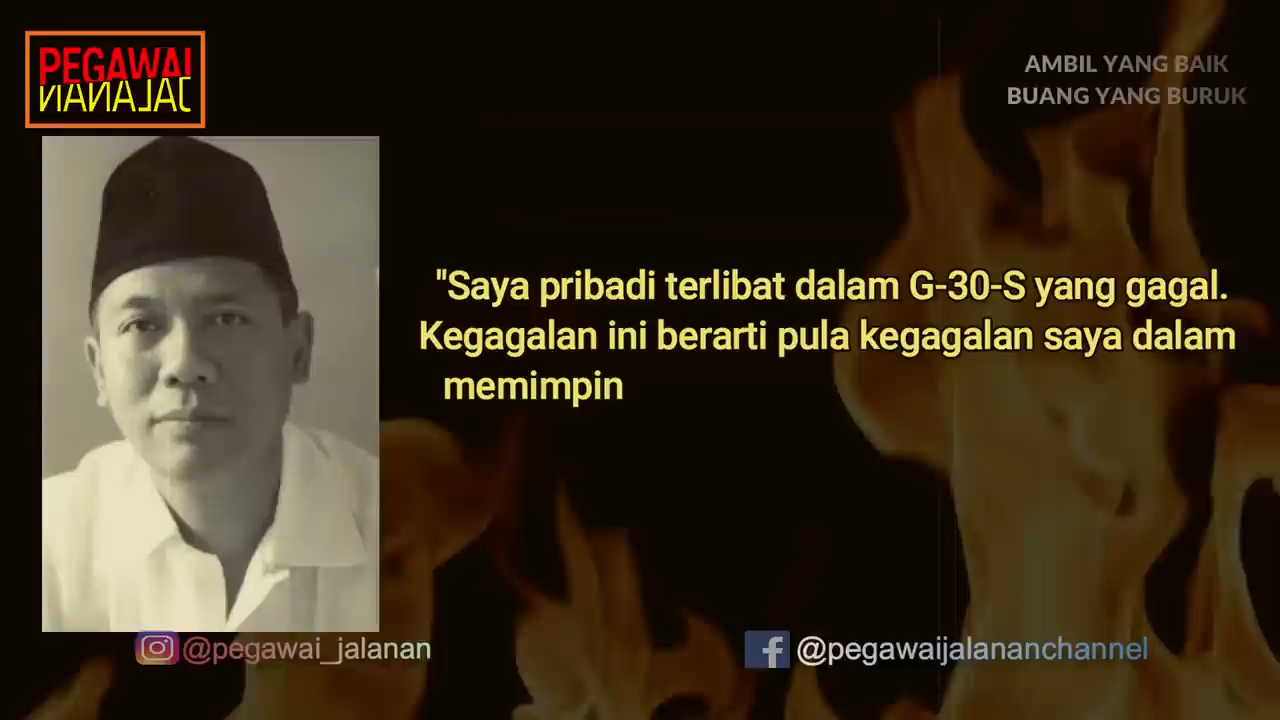 PEGAWAI
JALANAN
AMBIL YANG BAIK
BUANG YANG BURUK
"Saya pribadi terlibat dalam G-30-S yang gagal.
Kegagalan ini berarti pula kegagalan saya dalam
memimpin
@pegawai_jalanan
@pegawaijalananchannel